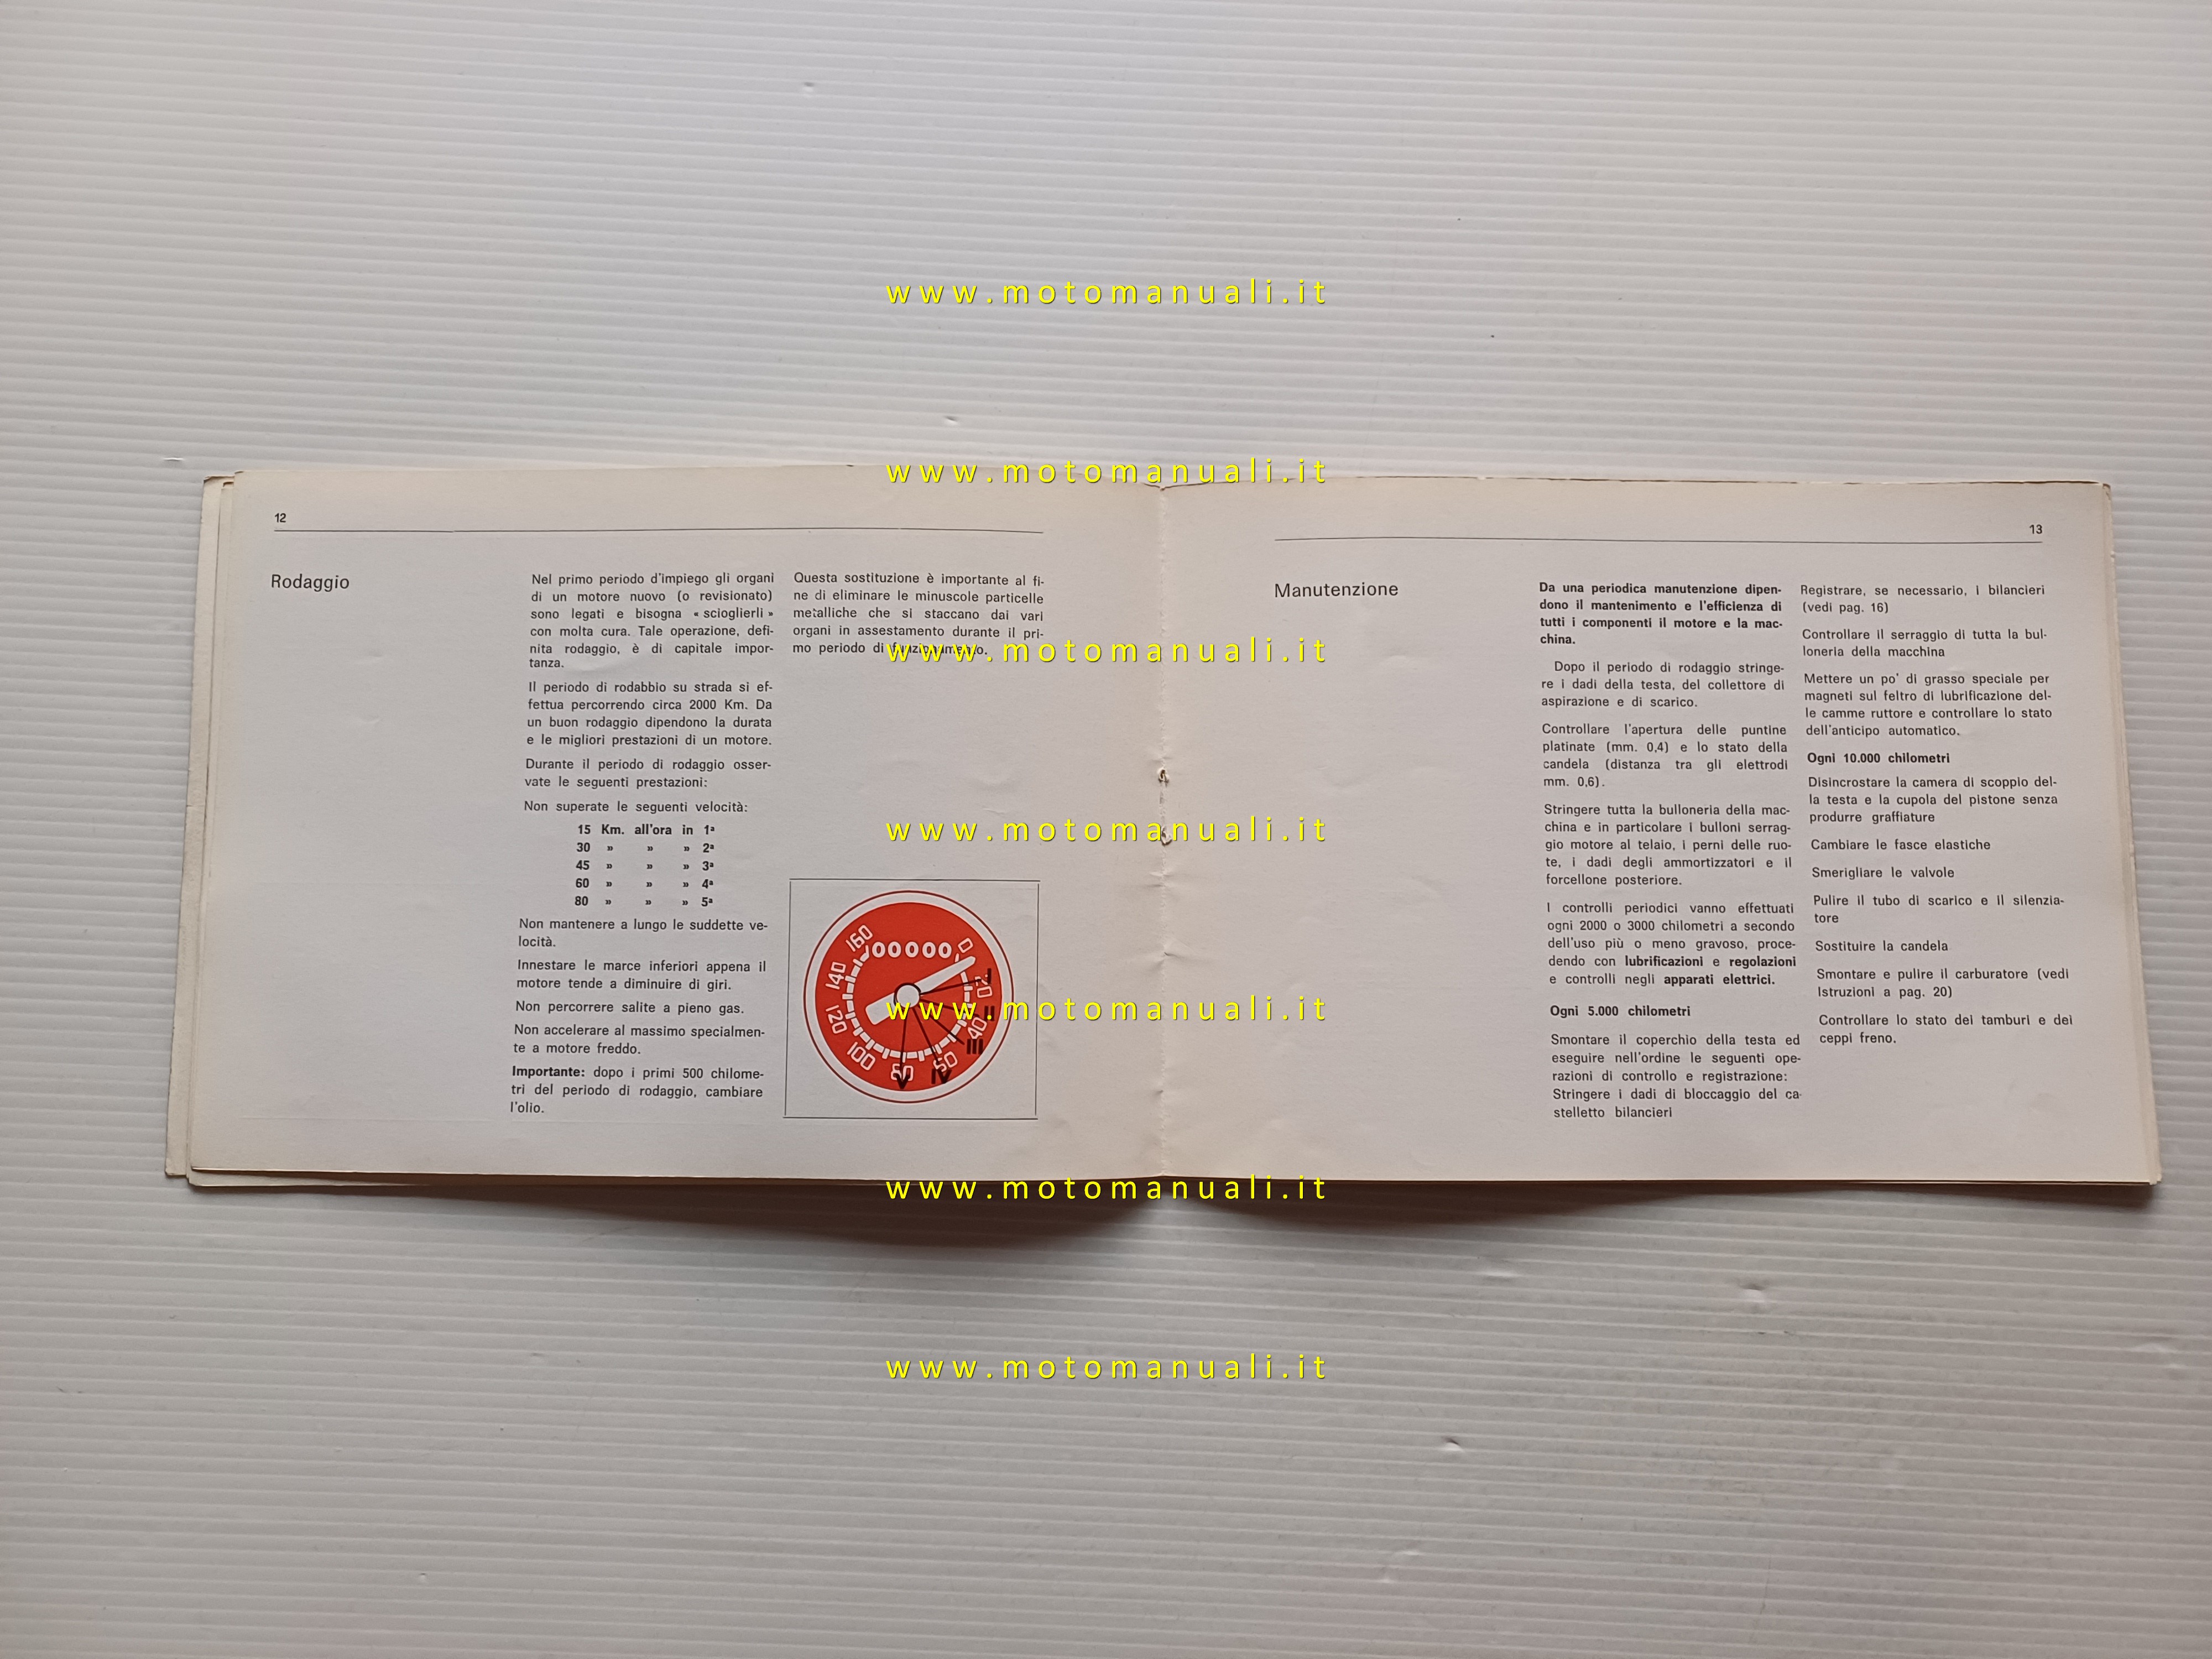 www.motomanuali.it
www.motomanuali.it
12
Rodaggio
Nel primo periodo d'impiego gli organi
di un motore nuovo (o revisionato)
sono legati e bisogna « scioglierli »
con molta cura. Tale operazione, defi-
nita rodaggio, è di capitale impor-
tanza.
Il periodo di rodabbio su strada si ef-
fettua percorrendo circa 2000 Km. Da
un buon rodaggio dipendono la durata
e le migliori prestazioni di un motore.
Durante il periodo di rodaggio osser-
vate le seguenti prestazioni:
Non superate le seguenti velocità:
15 Km. all'ora in 1ª
30 » » » 2ª
45 » » » 3ª
60 » » » 4ª
80 » » » 5ª
Non mantenere a lungo le suddette ve-
locità.
Innestare le marce inferiori appena il
motore tende a diminuire di giri.
Non percorrere salite a pieno gas.
Non accelerare al massimo specialmen-
te a motore freddo.
Importante: dopo i primi 500 chilome-
tri del periodo di rodaggio, cambiare
l'olio.
Questa sostituzione è importante al fi-
ne di eliminare le minuscole particelle
metalliche che si staccano dai vari
organi in assestamento durante il pri-
mo periodo di funzionamento.
www.motomanuali.it
www.motomanuali.it
00000
0
20
40
60
80
100
120
140
160
I
II
III
IV
V
www.motomanuali.it
13
Manutenzione
Da una periodica manutenzione dipen-
dono il mantenimento e l'efficienza di
tutti i componenti il motore e la mac-
china.
Dopo il periodo di rodaggio stringe-
re i dadi della testa, del collettore di
aspirazione e di scarico.
Controllare l'apertura delle puntine
platinate (mm. 0,4) e lo stato della
candela (distanza tra gli elettrodi
mm. 0,6).
Stringere tutta la bulloneria della mac-
china e in particolare i bulloni serrag-
gio motore al telaio, i perni delle ruo-
te, i dadi degli ammortizzatori e il
forcellone posteriore.
I controlli periodici vanno effettuati
ogni 2000 o 3000 chilometri a secondo
dell'uso più o meno gravoso, proce-
dendo con lubrificazioni e regolazioni
e controlli negli apparati elettrici.
Ogni 5.000 chilometri
Smontare il coperchio della testa ed
eseguire nell'ordine le seguenti ope-
razioni di controllo e registrazione:
Stringere i dadi di bloccaggio del ca-
stelletto bilancieri
Registrare, se necessario, i bilancieri
(vedi pag. 16)
Controllare il serraggio di tutta la bul-
loneria della macchina
Mettere un po' di grasso speciale per
magneti sul feltro di lubrificazione del-
le camme ruttore e controllare lo stato
dell'anticipo automatico.
Ogni 10.000 chilometri
Disincrostare la camera di scoppio del-
la testa e la cupola del pistone senza
produrre graffiature
Cambiare le fasce elastiche
Smerigliare le valvole
Pulire il tubo di scarico e il silenzia-
tore
Sostituire la candela
Smontare e pulire il carburatore (vedi
Istruzioni a pag. 20)
Controllare lo stato dei tamburi e dei
ceppi freno.
www.motomanuali.it
www.motomanuali.it